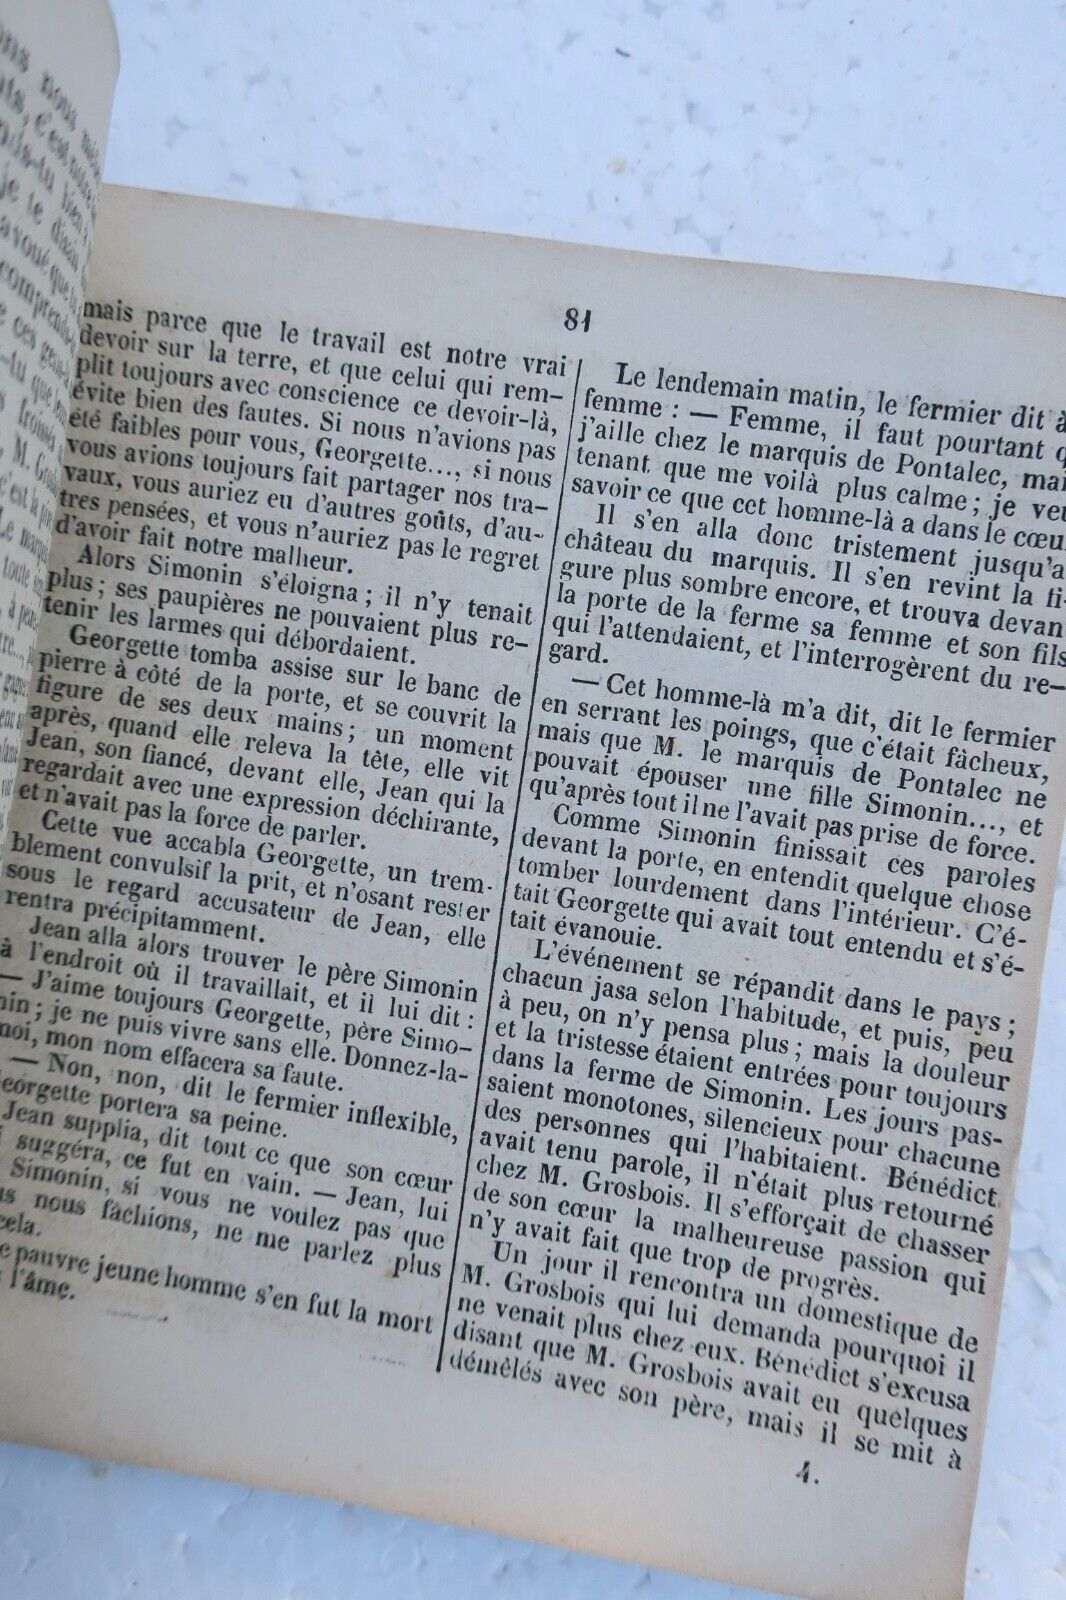 81
mais parce que le travail est notre vrai
devoir sur la terre, et que celui qui rem-
plit toujours avec conscience ce devoir-là,
évite bien des fautes. Si nous n'avions pas
été faibles pour vous, Georgette..., si nous
vous avions toujours fait partager nos tra-
vaux, vous auriez eu d'autres goûts, d'au-
tres pensées, et vous n'auriez pas le regret
d'avoir fait notre malheur.
Alors Simonin s'éloigna; il n'y tenait
plus; ses paupières ne pouvaient plus re-
tenir les larmes qui débordaient.
Georgette tomba assise sur le banc de
pierre à côté de la porte, et se couvrit la
figure de ses deux mains; un moment
après, quand elle releva la tête, elle vit
Jean, son fiancé, devant elle, Jean qui la
regardait avec une expression déchirante,
et n'avait pas la force de parler.
Cette vue accabla Georgette, un trem-
blement convulsif la prit, et n'osant rester
sous le regard accusateur de Jean, elle
rentra précipitamment.
Jean alla alors trouver le père Simonin
à l'endroit où il travaillait, et il lui dit :
— J'aime toujours Georgette, père Simo-
nin; je ne puis vivre sans elle. Donnez-la-
moi, mon nom effacera sa faute.
— Non, non, dit le fermier inflexible,
Georgette portera sa peine.
Jean supplia, dit tout ce que son cœur
suggéra, ce fut en vain. — Jean, lui
Simonin, si vous ne voulez pas que
nous nous fâchions, ne me parlez plus
cela.
pauvre jeune homme s'en fut la mort
l'âme.
Le lendemain matin, le fermier dit à
femme : — Femme, il faut pourtant q
j'aille chez le marquis de Pontalec, mai
tenant que me voilà plus calme; je veu
savoir ce que cet homme-là a dans le cœu
Il s'en alla donc tristement jusqu'a
château du marquis. Il s'en revint la fi-
gure plus sombre encore, et trouva devan
la porte de la ferme sa femme et son fils
qui l'attendaient, et l'interrogèrent du re-
gard.
— Cet homme-là m'a dit, dit le fermier
en serrant les poings, que c'était fâcheux,
mais que M. le marquis de Pontalec ne
pouvait épouser une fille Simonin..., et
qu'après tout il ne l'avait pas prise de force.
Comme Simonin finissait ces paroles
devant la porte, en entendit quelque chose
tomber lourdement dans l'intérieur. C'é-
tait Georgette qui avait tout entendu et s'é-
tait évanouie.
L'événement se répandit dans le pays;
chacun jasa selon l'habitude, et puis, peu
à peu, on n'y pensa plus; mais la douleur
et la tristesse étaient entrées pour toujours
dans la ferme de Simonin. Les jours pas-
saient monotones, silencieux pour chacune
des personnes qui l'habitaient. Bénédict
avait tenu parole, il n'était plus retourné
chez M. Grosbois. Il s'efforçait de chasser
de son cœur la malheureuse passion qui
n'y avait fait que trop de progrès.
Un jour il rencontra un domestique de
M. Grosbois qui lui demanda pourquoi il
ne venait plus chez eux. Bénédict s'excusa
disant que M. Grosbois avait eu quelques
démêlés avec son père, mais il se mit à
4.